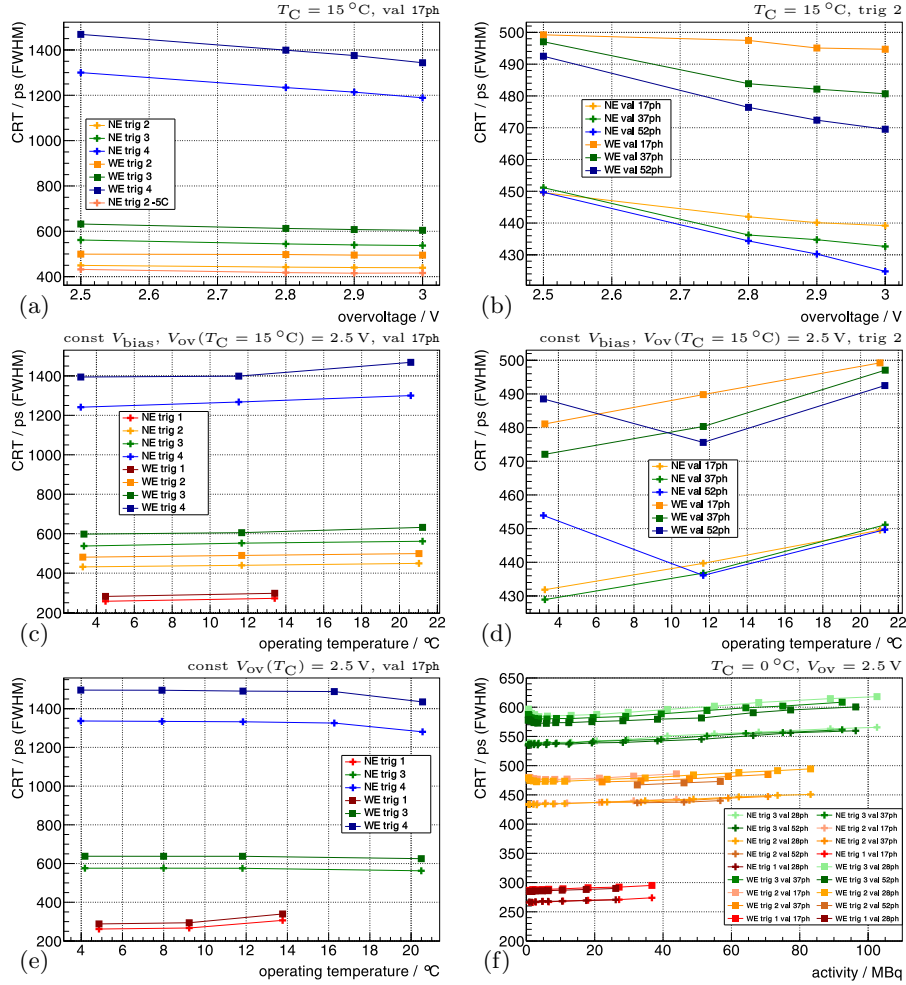 T_C = 15 °C, val 17ph
CRT / ps (FWHM)
1400
1200
1000
800
600
400
NE trig 2
NE trig 3
NE trig 4
WE trig 2
WE trig 3
WE trig 4
NE trig 2 -5C
2.5 2.6 2.7 2.8 2.9 3
(a)
overvoltage / V
T_C = 15 °C, trig 2
CRT / ps (FWHM)
500
490
480
470
460
450
440
430
NE val 17ph
NE val 37ph
NE val 52ph
WE val 17ph
WE val 37ph
WE val 52ph
2.5 2.6 2.7 2.8 2.9 3
(b)
overvoltage / V
const V_bias, V_ov(T_C = 15 °C) = 2.5 V, val 17ph
CRT / ps (FWHM)
1400
1200
1000
800
600
400
200
NE trig 1
NE trig 2
NE trig 3
NE trig 4
WE trig 1
WE trig 2
WE trig 3
WE trig 4
4 6 8 10 12 14 16 18 20 22
(c)
operating temperature / ºC
const V_bias, V_ov(T_C = 15 °C) = 2.5 V, trig 2
CRT / ps (FWHM)
500
490
480
470
460
450
440
430
NE val 17ph
NE val 37ph
NE val 52ph
WE val 17ph
WE val 37ph
WE val 52ph
4 6 8 10 12 14 16 18 20 22
(d)
operating temperature / ºC
const V_ov(T_C) = 2.5 V, val 17ph
CRT / ps (FWHM)
1400
1200
1000
800
600
400
200
NE trig 1
NE trig 3
NE trig 4
WE trig 1
WE trig 3
WE trig 4
4 6 8 10 12 14 16 18 20
(e)
operating temperature / ºC
T_C = 0 °C, V_ov = 2.5 V
CRT / ps (FWHM)
650
600
550
500
450
400
350
300
250
200
NE trig 3 val 28ph NE trig 3 val 37ph
NE trig 3 val 52ph NE trig 2 val 17ph
NE trig 2 val 28ph NE trig 2 val 37ph
NE trig 2 val 52ph NE trig 1 val 17ph
NE trig 1 val 28ph WE trig 3 val 28ph
WE trig 3 val 37ph WE trig 3 val 52ph
WE trig 2 val 17ph WE trig 2 val 28ph
WE trig 2 val 37ph WE trig 2 val 52ph
WE trig 1 val 17ph WE trig 1 val 28ph
0 20 40 60 80 100
(f)
activity / MBq